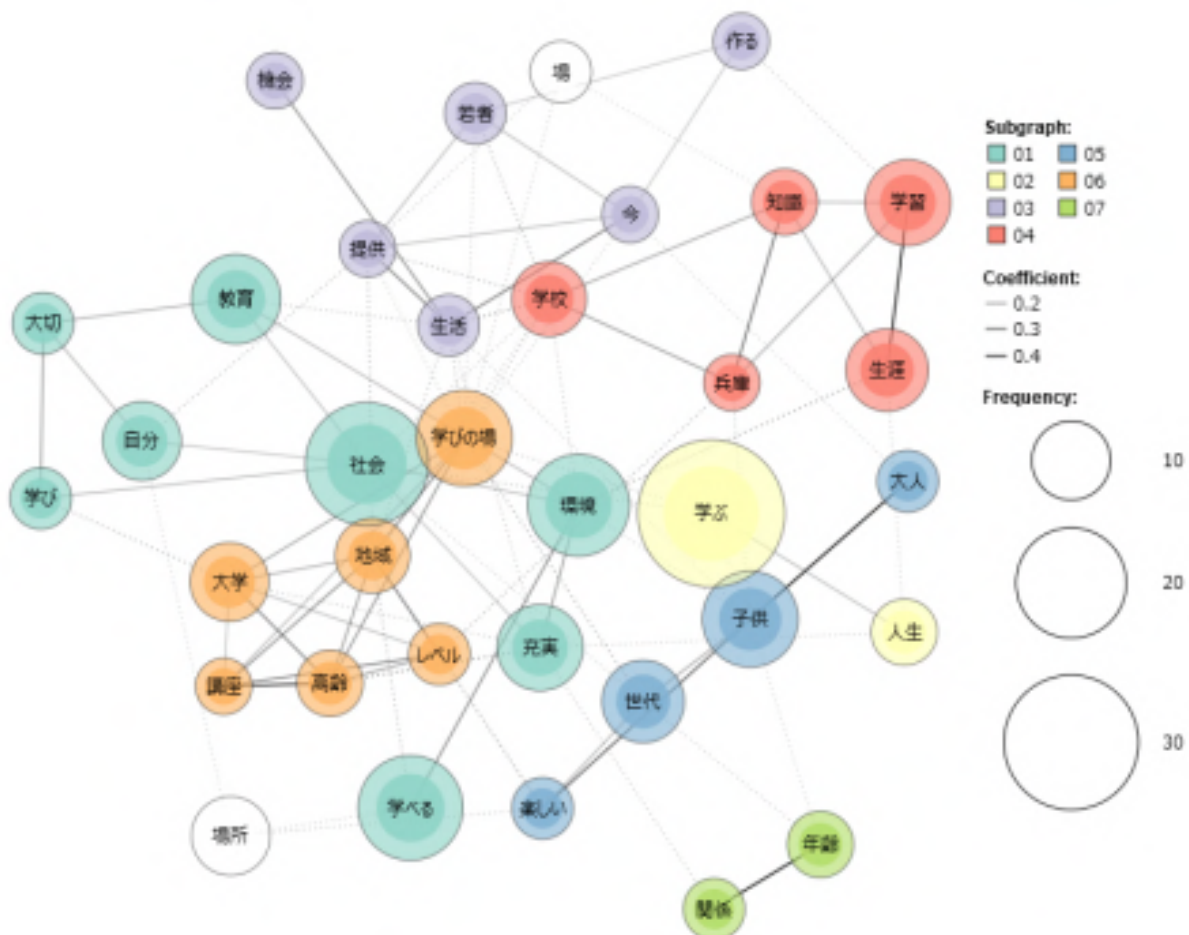 作る
場
機会
若者
Subgraph:
01 05
02 06
03 07
04
知識
学習
今
提供
Coefficient:
0.2
0.3
0.4
教育
学校
大切
生活
生涯
兵庫
Frequency:
10
学びの場
自分
社会
大人
学び
環境
学ぶ
地域
大学
20
子供
人生
充実
レベル
講座
高齢
世代
30
学べる
楽しい
場所
年齢
関係